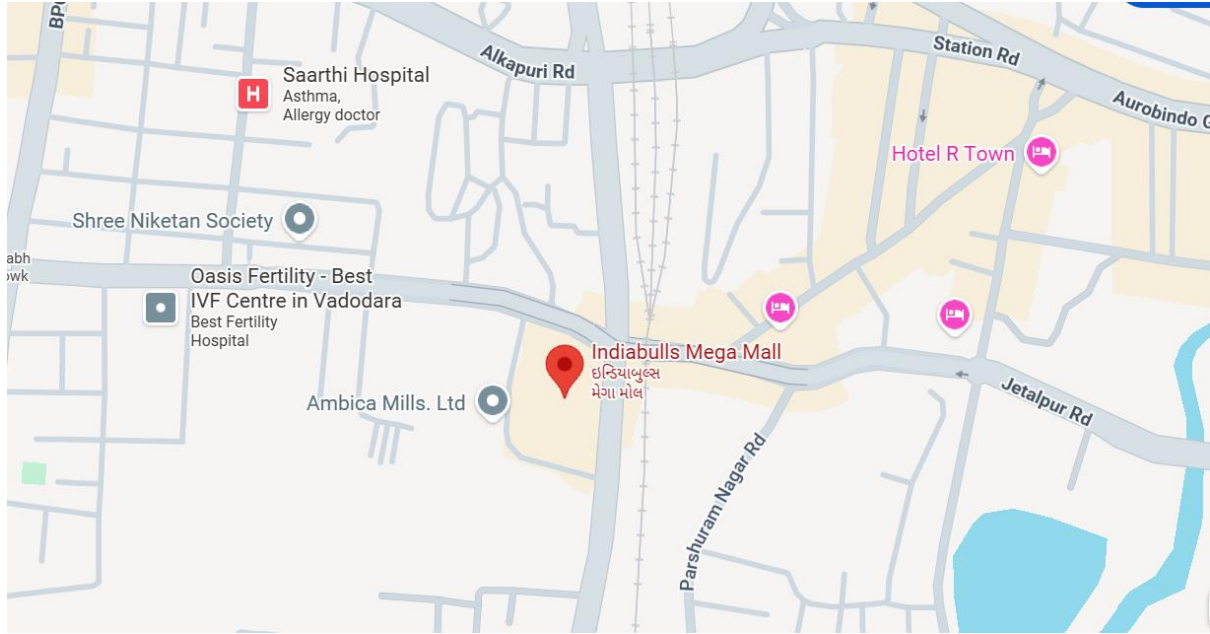 BPC
Alkapuri Rd
Station Rd
Saarthi Hospital
Asthma,
Allergy doctor
H
Aurobindo G
Hotel R Town
Shree Niketan Society
abh
owk
Oasis Fertility - Best
IVF Centre in Vadodara
Best Fertility
Hospital
Indiabulls Mega Mall
ઇન્ડિયાબુલ્સ
મેગા મોલ
Ambica Mills. Ltd
Jetalpur Rd
Parshuram Nagar Rd